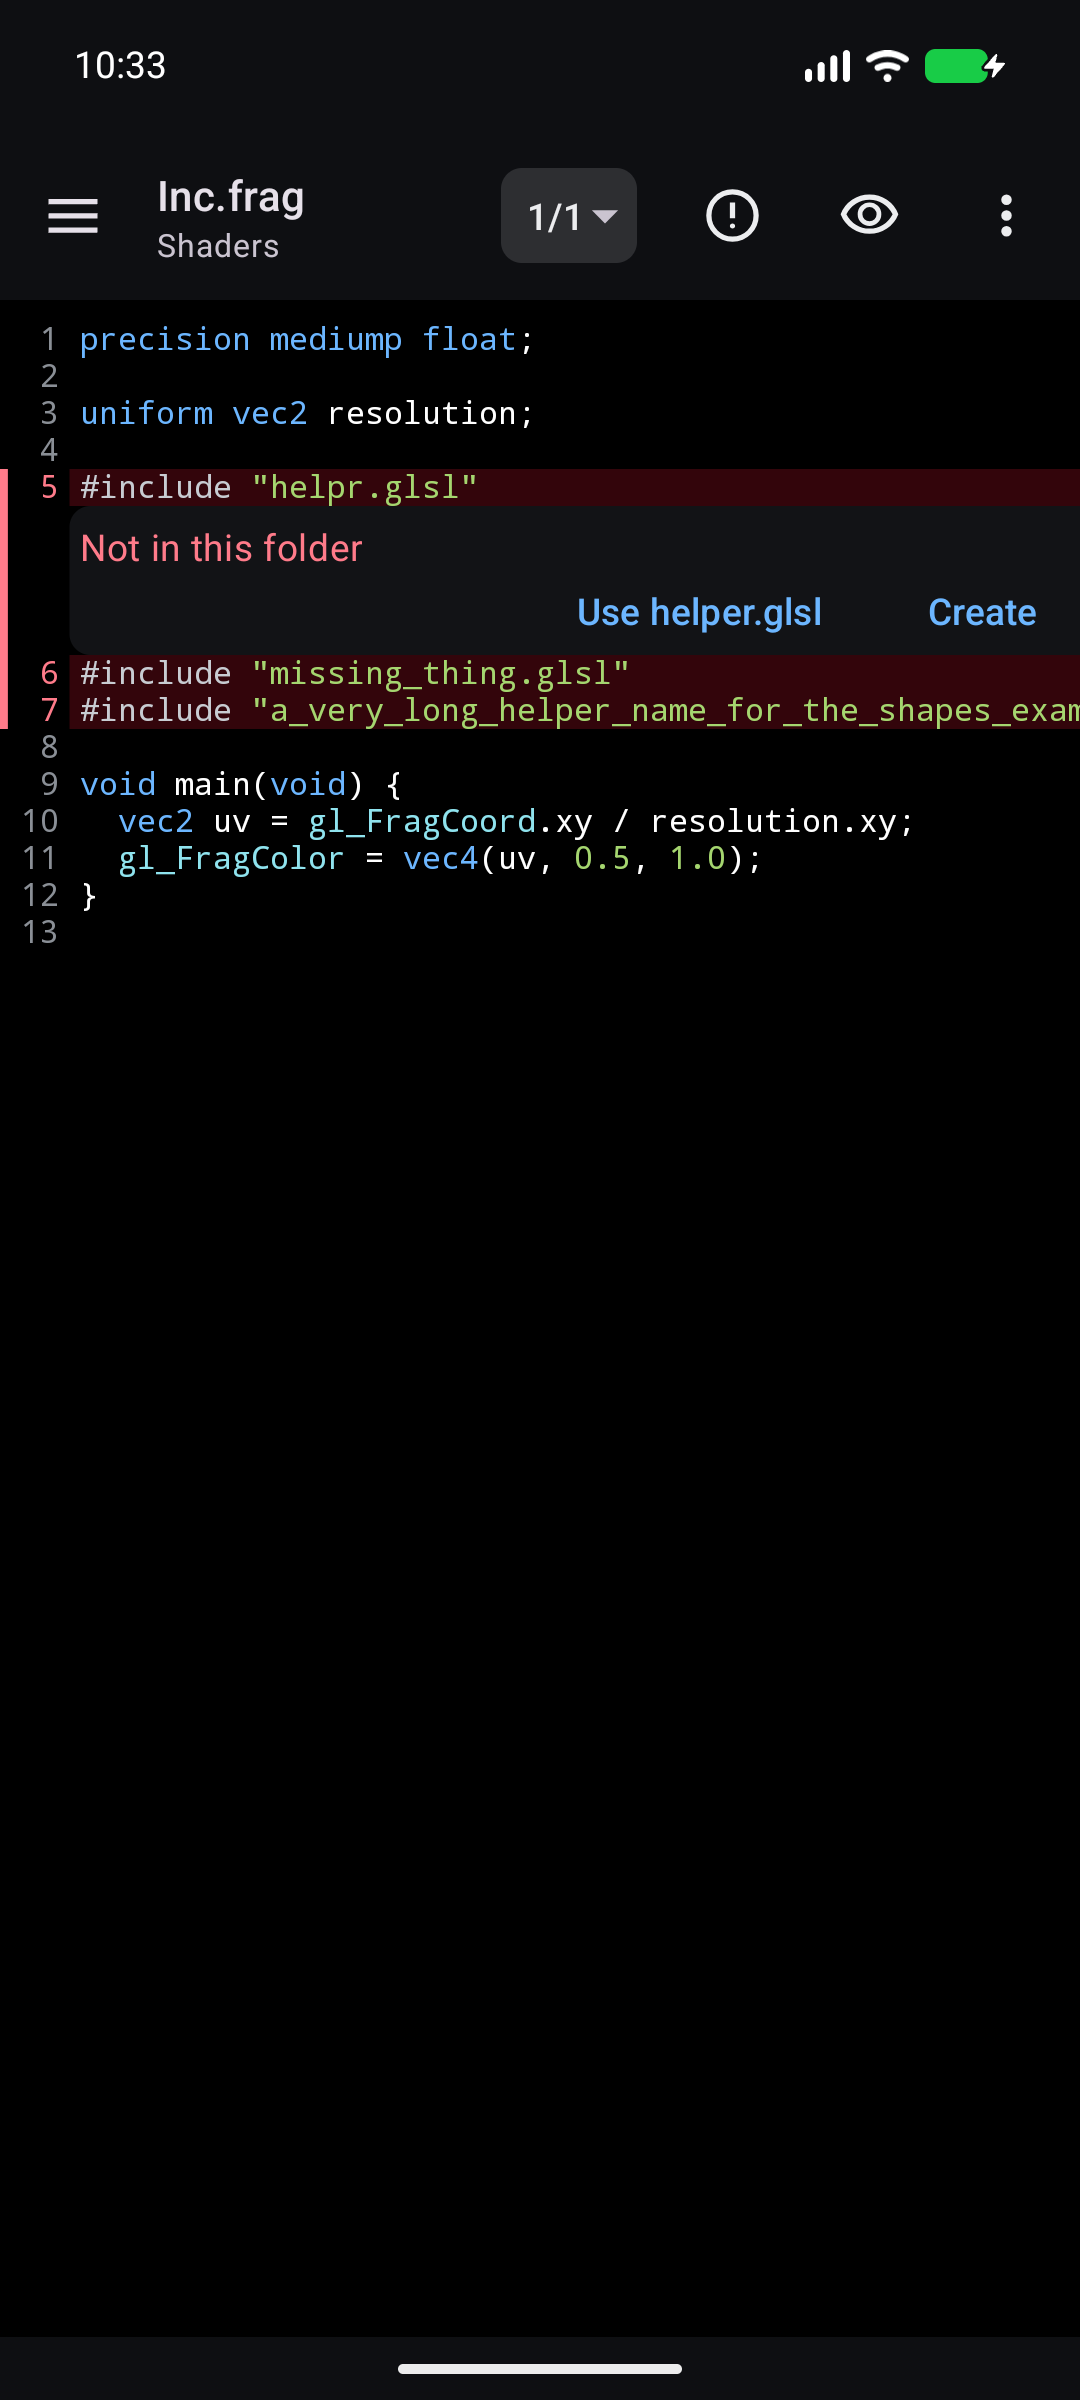 10:33
Inc.frag
Shaders
1/1
1 precision mediump float;
2
3 uniform vec2 resolution;
4
5 #include "helpr.glsl"
Not in this folder
Use helper.glsl Create
6 #include "missing_thing.glsl"
7 #include "a_very_long_helper_name_for_the_shapes_exam
8
9 void main(void) {
10   vec2 uv = gl_FragCoord.xy / resolution.xy;
11   gl_FragColor = vec4(uv, 0.5, 1.0);
12 }
13